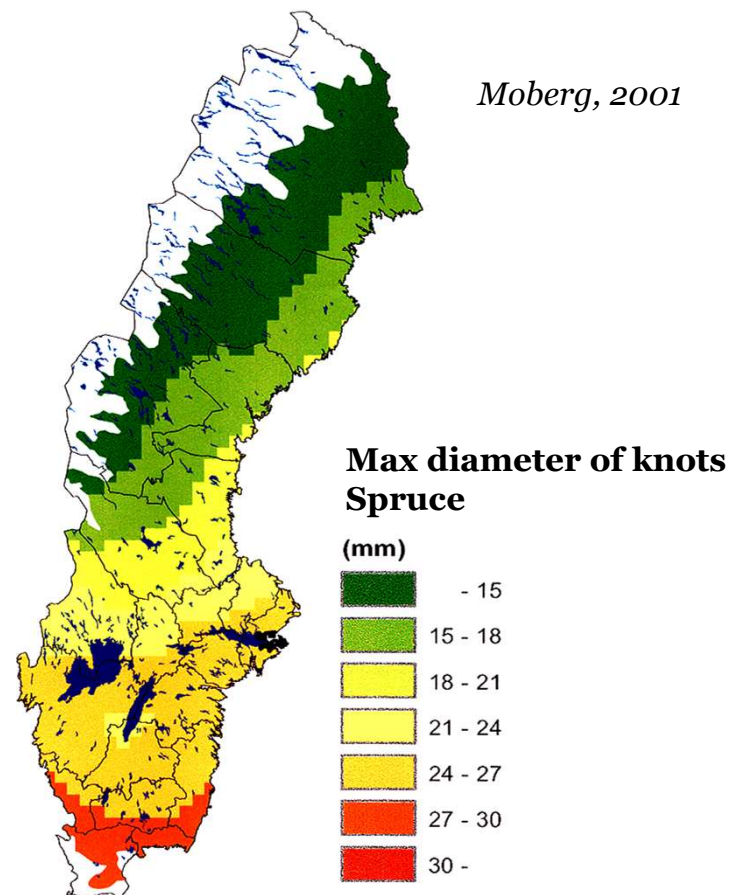 Moberg, 2001
Max diameter of knots
Spruce
(mm)
- 15
15 - 18
18 - 21
21 - 24
24 - 27
27 - 30
30 -